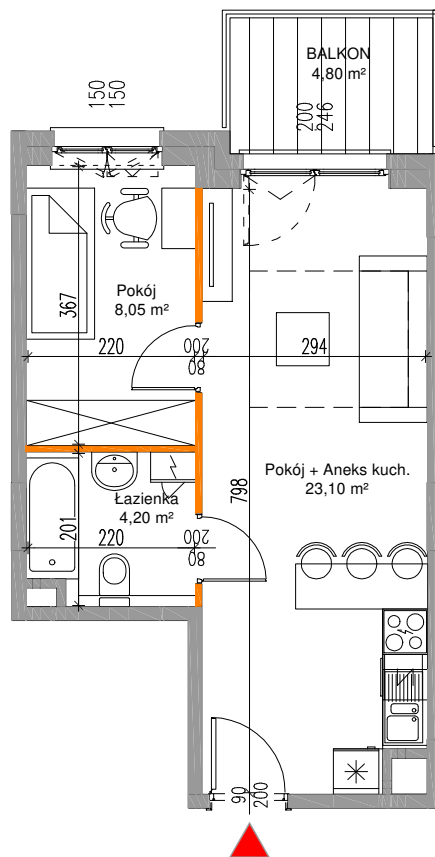 BALKON
4,80 m²
150
150
200
246
Pokój
8,05 m²
367
220
200
80
294
Pokój + Aneks kuch.
23,10 m²
798
Łazienka
4,20 m²
201
220
200
80
90
200